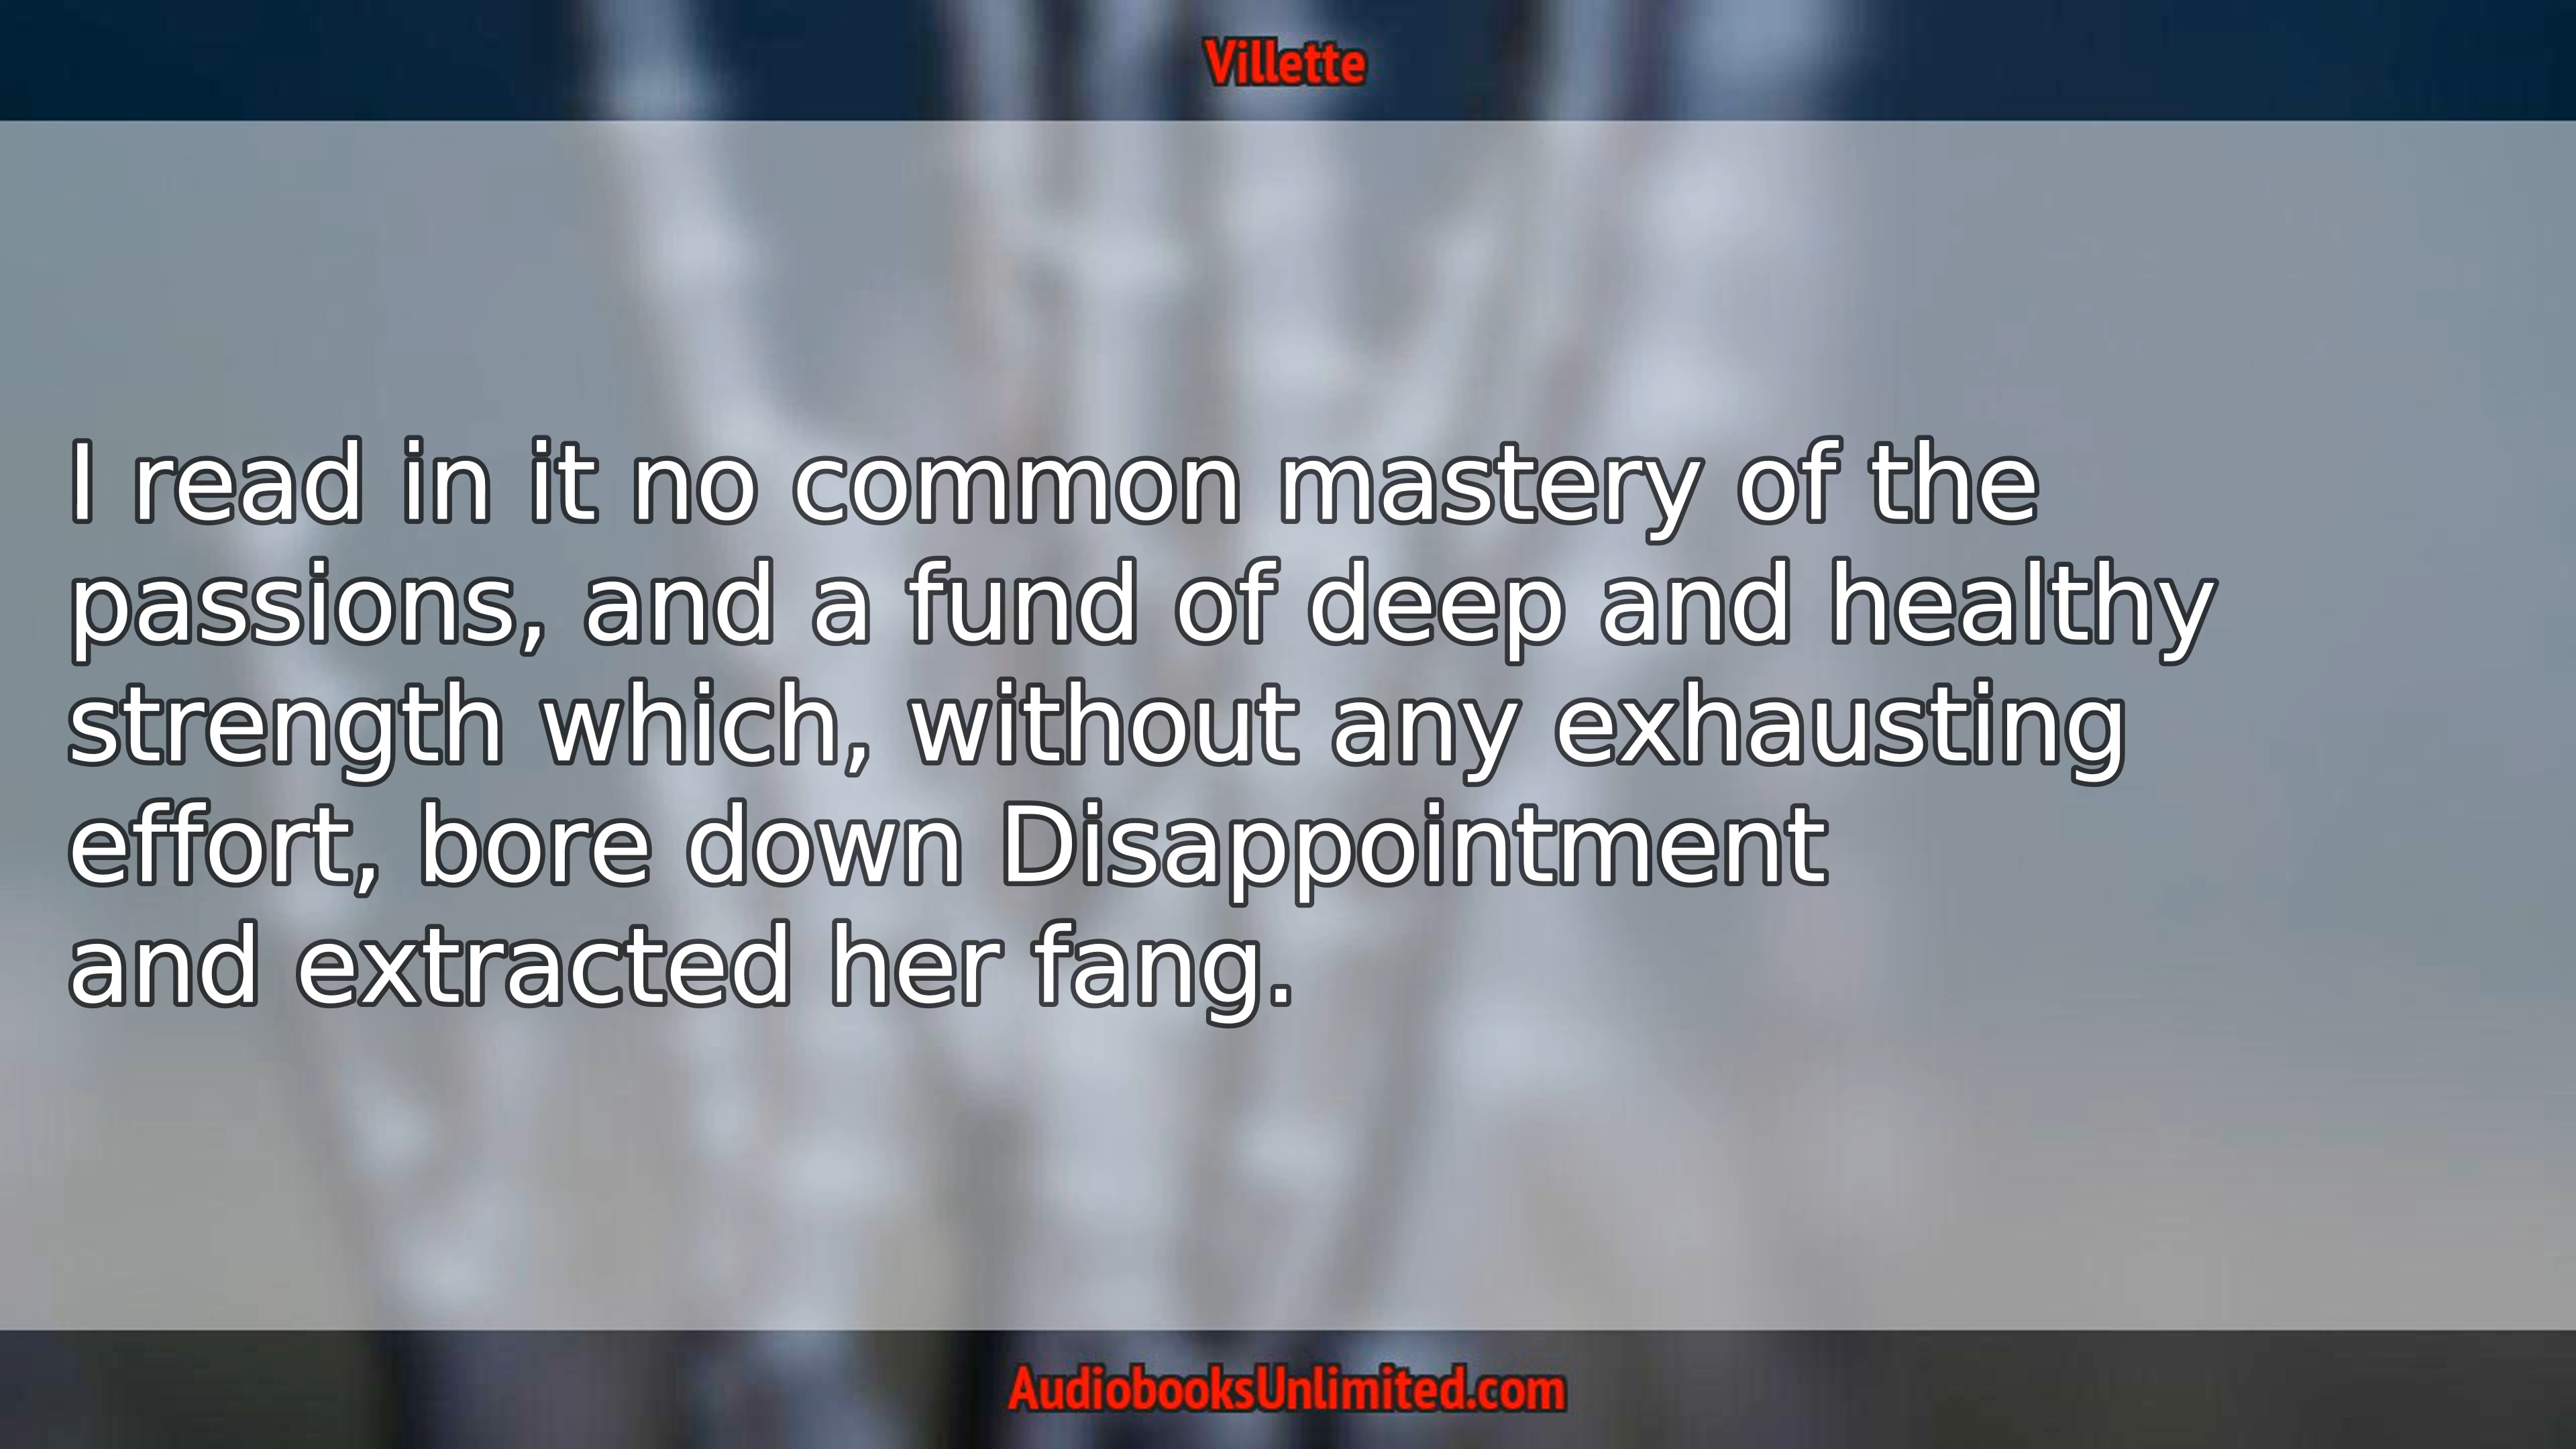 Villette
I read in it no common mastery of the
passions, and a fund of deep and healthy
strength which, without any exhausting
effort, bore down Disappointment
and extracted her fang.
AudiobooksUnlimited.com